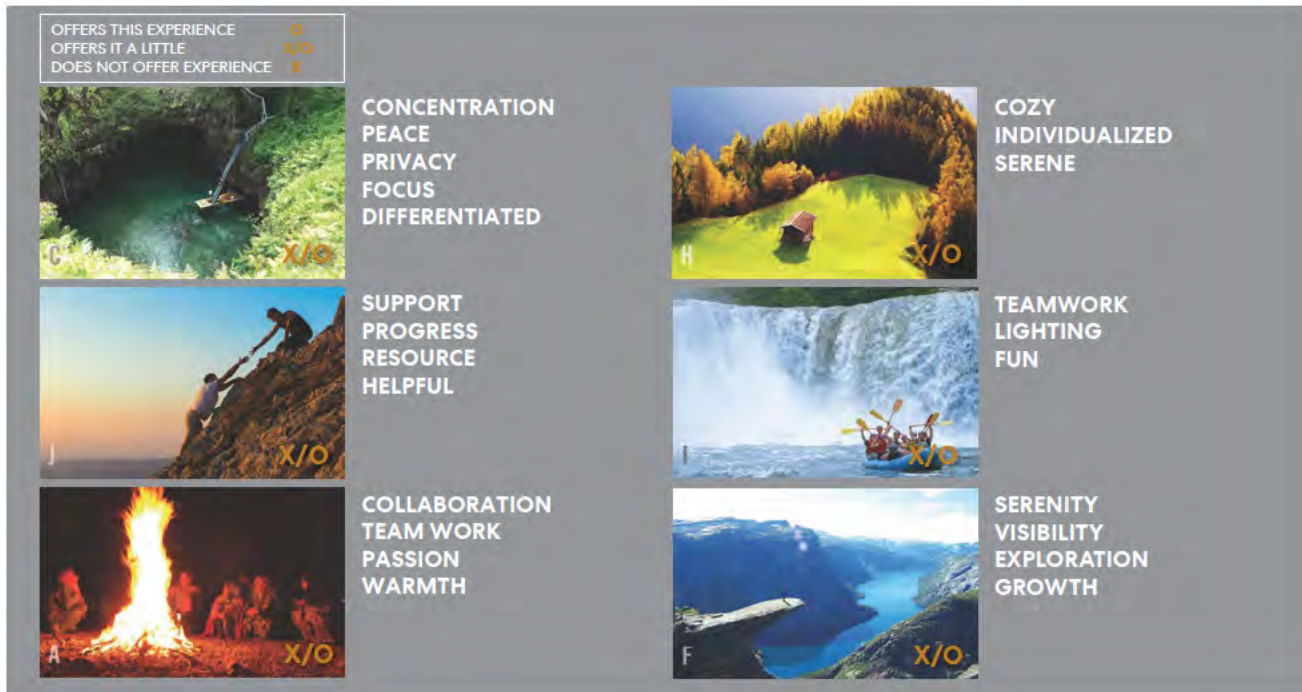 OFFERS THIS EXPERIENCE O
OFFERS IT A LITTLE X/O
DOES NOT OFFER EXPERIENCE X
C
X/O
CONCENTRATION
PEACE
PRIVACY
FOCUS
DIFFERENTIATED
H
X/O
COZY
INDIVIDUALIZED
SERENE
J
X/O
SUPPORT
PROGRESS
RESOURCE
HELPFUL
I
X/O
TEAMWORK
LIGHTING
FUN
A
X/O
COLLABORATION
TEAM WORK
PASSION
WARMTH
F
X/O
SERENITY
VISIBILITY
EXPLORATION
GROWTH